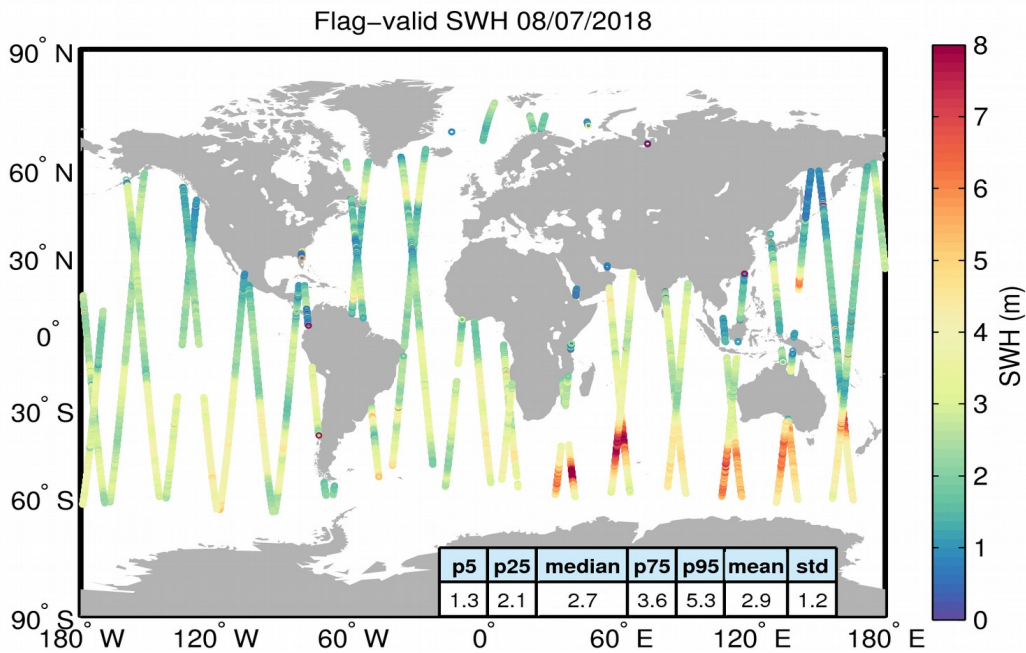 Flag−valid SWH 08/07/2018
90° N
60° N
30° N
0°
30° S
60° S
90° S
180° W
120° W
60° W
0°
60° E
120° E
180° E
8
7
6
5
4
3
2
1
0
SWH (m)
p5 p25 median p75 p95 mean std
1.3 2.1 2.7 3.6 5.3 2.9 1.2